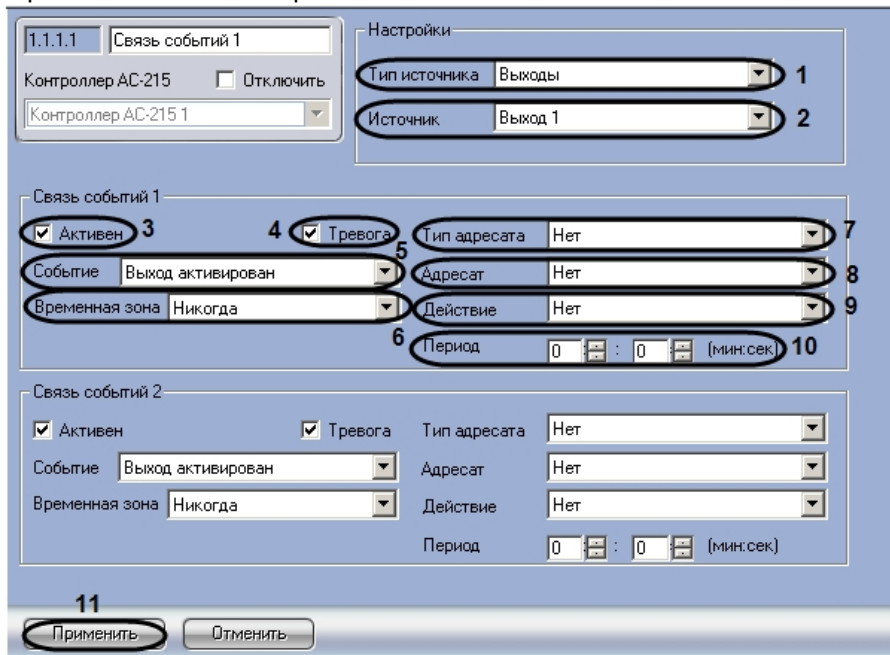 1.1.1.1 Связь событий 1
Контроллер AC-215 Отключить
Контроллер AC-215 1
Настройки
Тип источника Выходы 1
Источник Выход 1 2
Связь событий 1
Активен 3 4 Тревога
Событие Выход активирован 5
Временная зона Никогда 6
Тип адресата Нет 7
Адресат Нет 8
Действие Нет 9
Период 0 : 0 (мин:сек) 10
Связь событий 2
Активен Тревога
Событие Выход активирован
Временная зона Никогда
Тип адресата Нет
Адресат Нет
Действие Нет
Период 0 : 0 (мин:сек)
11
Применить Отменить